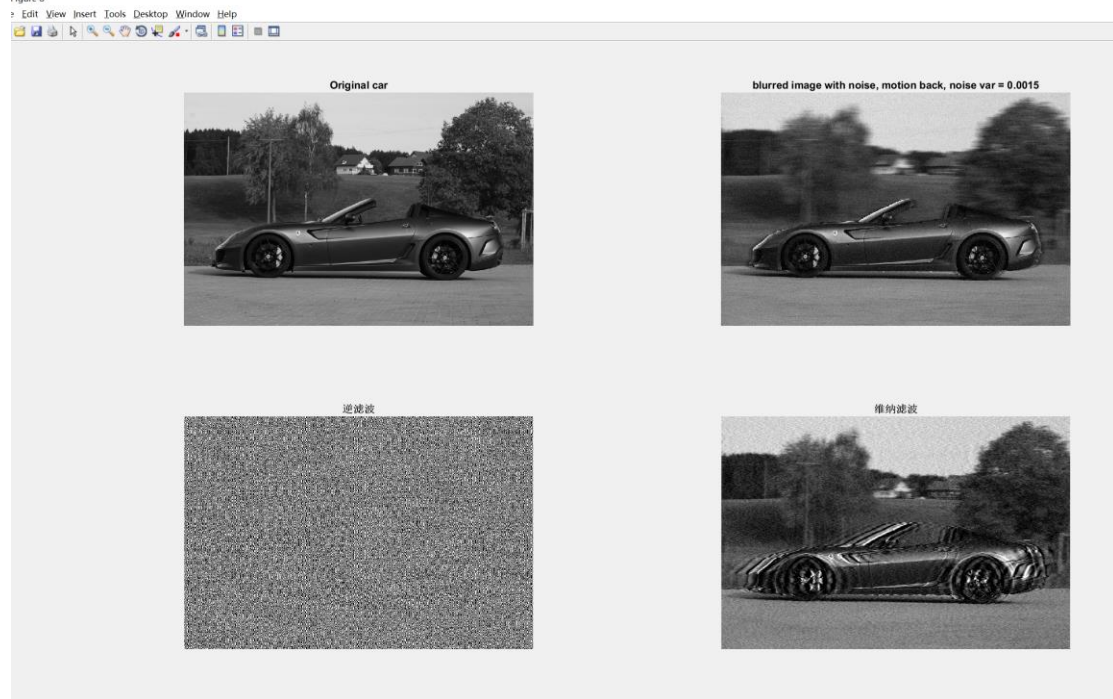 Edit View Insert Tools Desktop Window Help
Original car
blurred image with noise, motion back, noise var = 0.0015
逆滤波
维纳滤波